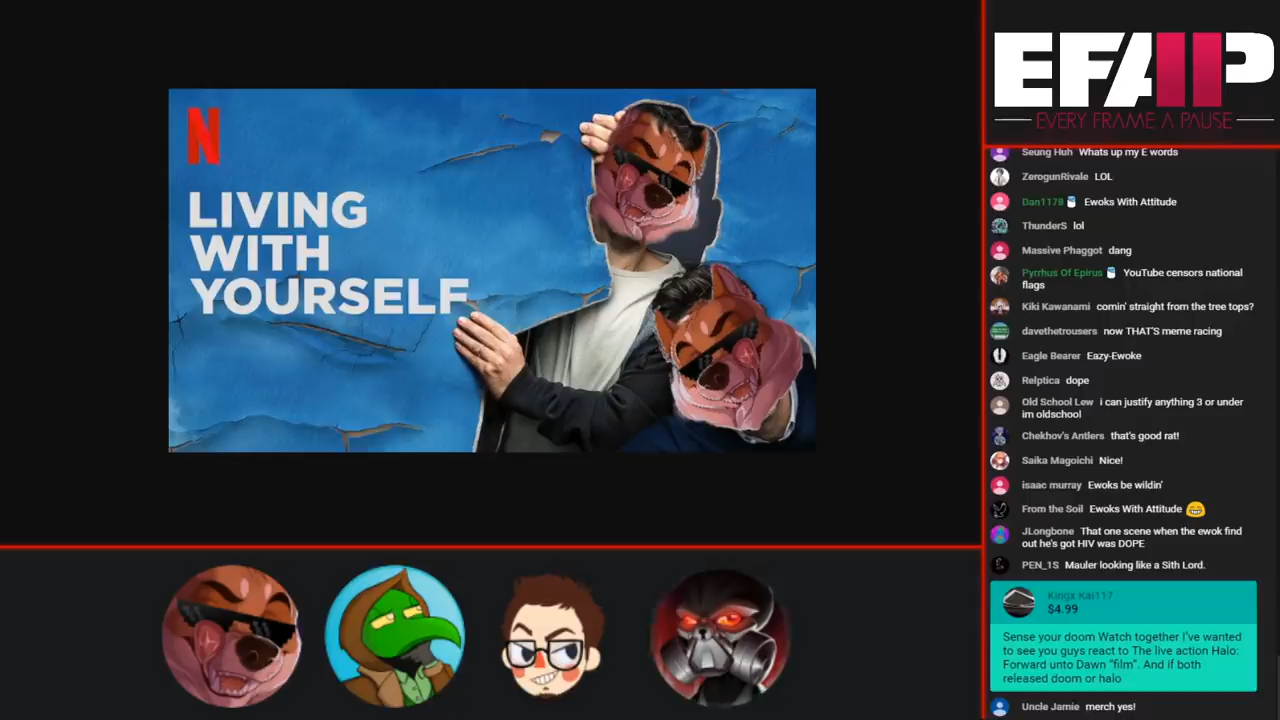 N
LIVING
WITH
YOURSELF
EFAP
EVERY FRAME A PAUSE
Seung Huh Whats up my E words
ZerogunRivale LOL
Dan1178 Ewoks With Attitude
ThunderS lol
Massive Phaggot dang
Pyrrhus Of Epirus YouTube censors national
flags
Kiki Kawanami comin' straight from the tree tops?
davethetrousers now THAT'S meme racing
Eagle Bearer Eazy-Ewoke
Relptica dope
Old School Lew i can justify anything 3 or under
im oldschool
Chekhov's Antlers that's good rat!
Saika Magoichi Nice!
isaac murray Ewoks be wildin'
From the Soil Ewoks With Attitude
JLongbone That one scene when the ewok find
out he's got HIV was DOPE
PEN_1S Mauler looking like a Sith Lord.
Kingx Kai117
$4.99
Sense your doom Watch together I've wanted
to see you guys react to The live action Halo:
Forward unto Dawn "film". And if both
released doom or halo
Uncle Jamie merch yes!